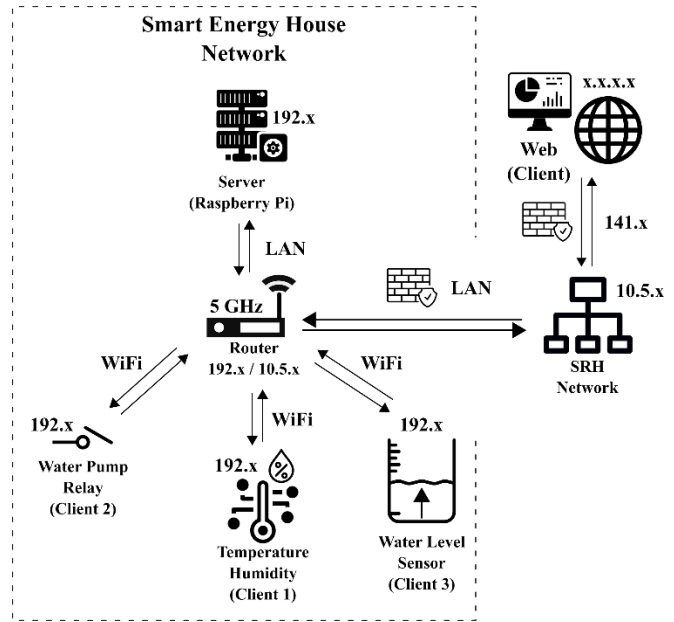 Smart Energy House
Network
192.x
Server
(Raspberry Pi)
LAN
5 GHz
Router
192.x / 10.5.x
WiFi
192.x
Water Pump
Relay
(Client 2)
WiFi
192.x
%
Temperature
Humidity
(Client 1)
WiFi
192.x
Water Level
Sensor
(Client 3)
LAN
x.x.x.x
Web
(Client)
141.x
10.5.x
SRH
Network